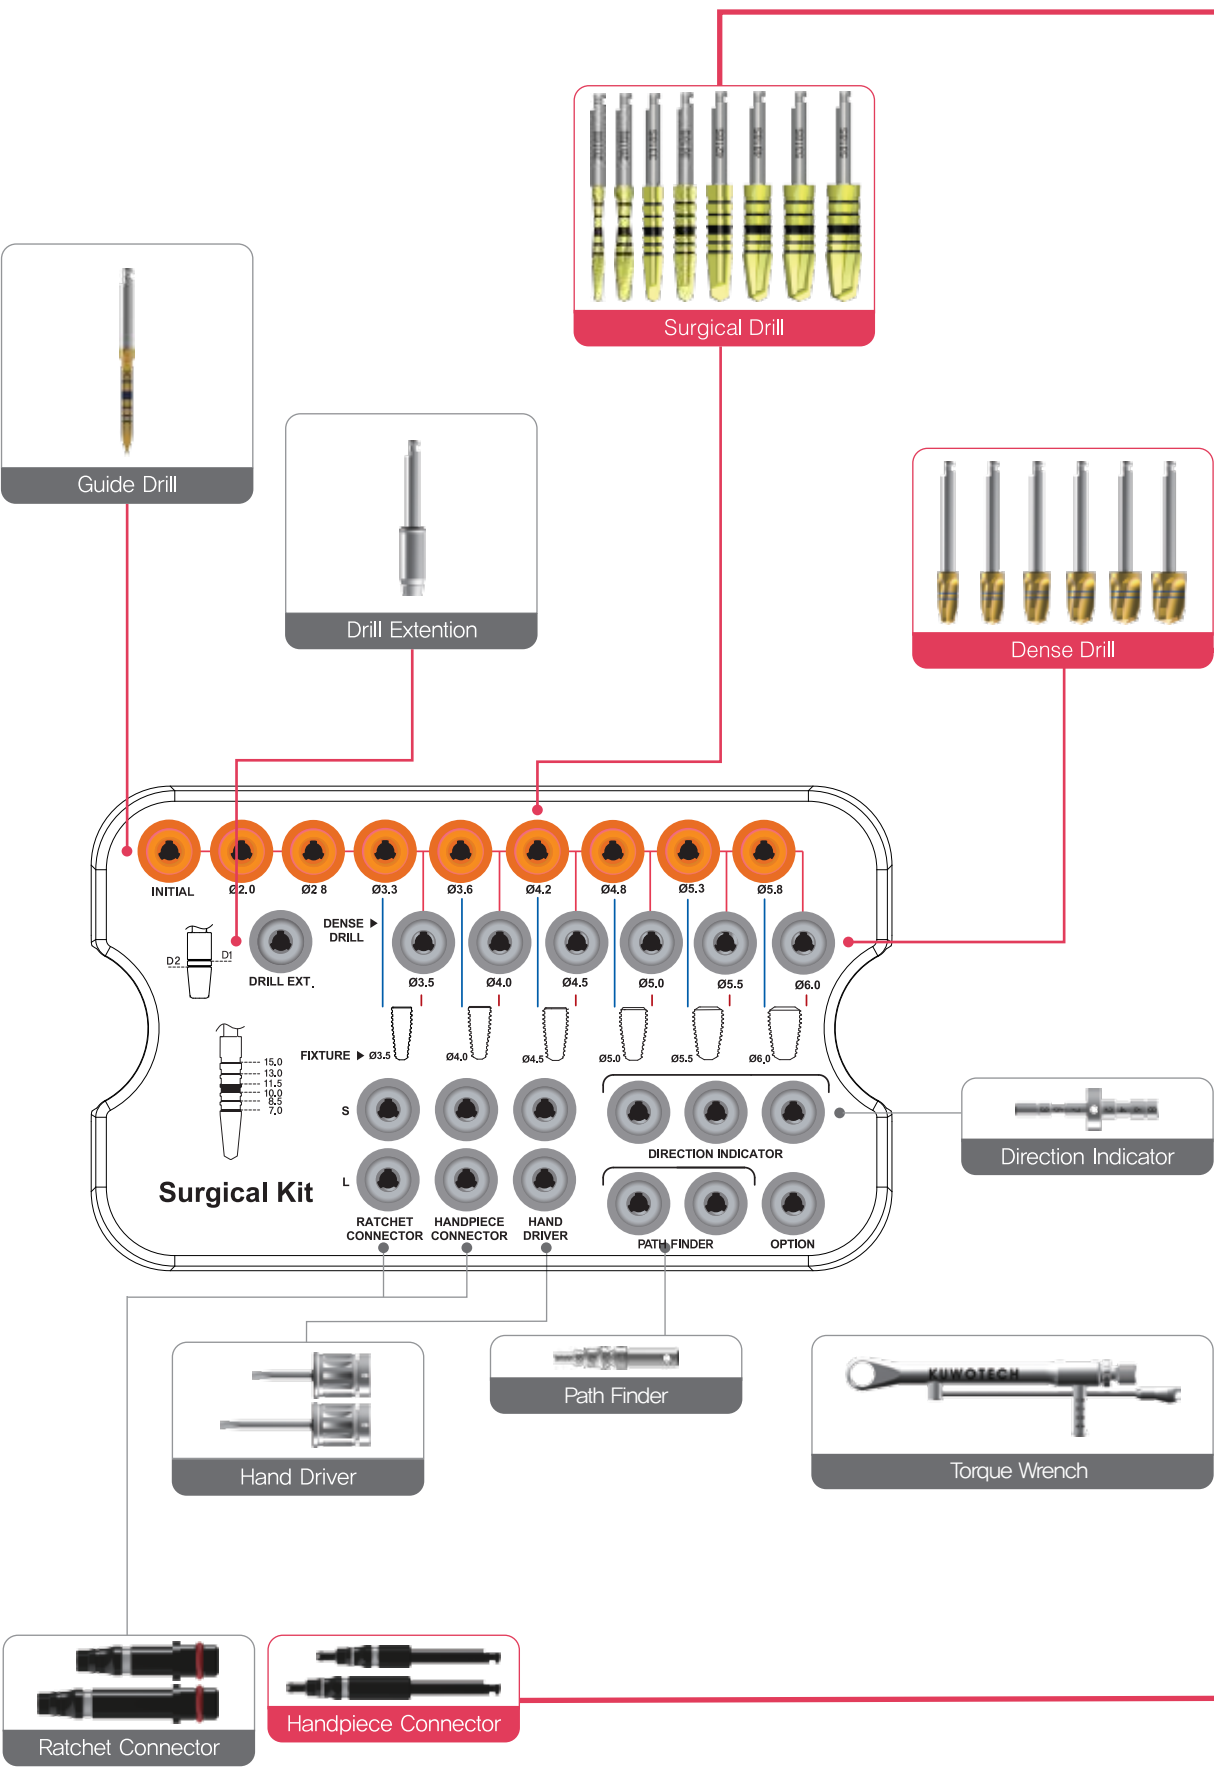 Surgical Drill
Guide Drill
Drill Extention
Dense Drill
INITIAL
Ø2.0
Ø2 8
Ø3.3
Ø3.6
Ø4.2
Ø4.8
Ø5.3
Ø5.8
DENSE
DRILL
D2
D1
DRILL EXT.
Ø3.5
Ø4.0
Ø4.5
Ø5.0
Ø5.5
Ø6.0
FIXTURE
Ø3.5
Ø4.0
Ø4.5
Ø5.0
Ø5.5
Ø6.0
15.0
13.0
11.5
10.0
8.5
7.0
S
DIRECTION INDICATOR
Direction Indicator
L
Surgical Kit
RATCHET
CONNECTOR
HANDPIECE
CONNECTOR
HAND
DRIVER
PATH FINDER
OPTION
KUWOTECH
Path Finder
Hand Driver
Torque Wrench
Handpiece Connector
Ratchet Connector